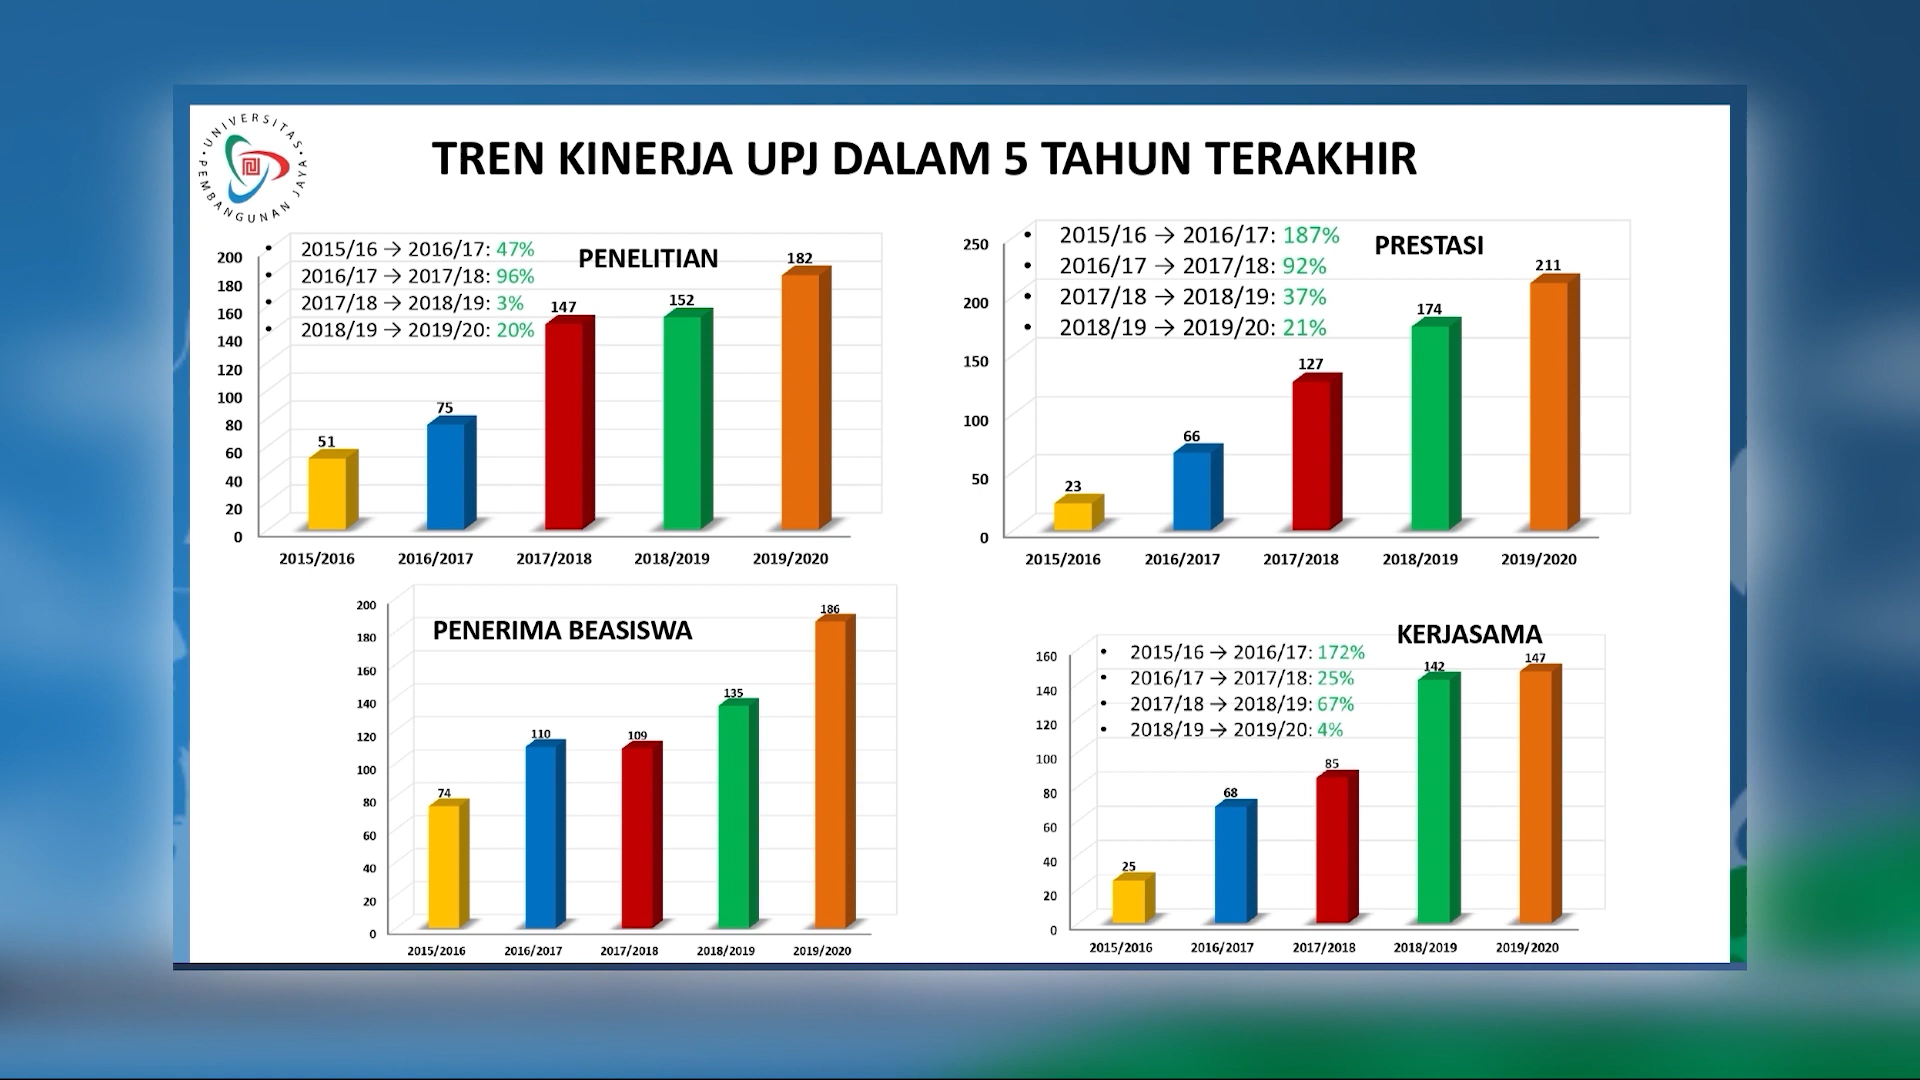 UNIVERSITAS
PEMBANGUNAN JAYA
TREN KINERJA UPJ DALAM 5 TAHUN TERAKHIR
PENELITIAN
• 2015/16 → 2016/17: 47%
• 2016/17 → 2017/18: 96%
• 2017/18 → 2018/19: 3%
• 2018/19 → 2019/20: 20%
200
180
160
140
120
100
80
60
40
20
0
51
75
147
152
182
2015/2016 2016/2017 2017/2018 2018/2019 2019/2020
PRESTASI
• 2015/16 → 2016/17: 187%
• 2016/17 → 2017/18: 92%
• 2017/18 → 2018/19: 37%
• 2018/19 → 2019/20: 21%
250
200
150
100
50
0
23
66
127
174
211
2015/2016 2016/2017 2017/2018 2018/2019 2019/2020
PENERIMA BEASISWA
200
180
160
140
120
100
80
60
40
20
0
74
110
109
135
186
2015/2016 2016/2017 2017/2018 2018/2019 2019/2020
KERJASAMA
• 2015/16 → 2016/17: 172%
• 2016/17 → 2017/18: 25%
• 2017/18 → 2018/19: 67%
• 2018/19 → 2019/20: 4%
160
140
120
100
80
60
40
20
0
25
68
85
142
147
2015/2016 2016/2017 2017/2018 2018/2019 2019/2020